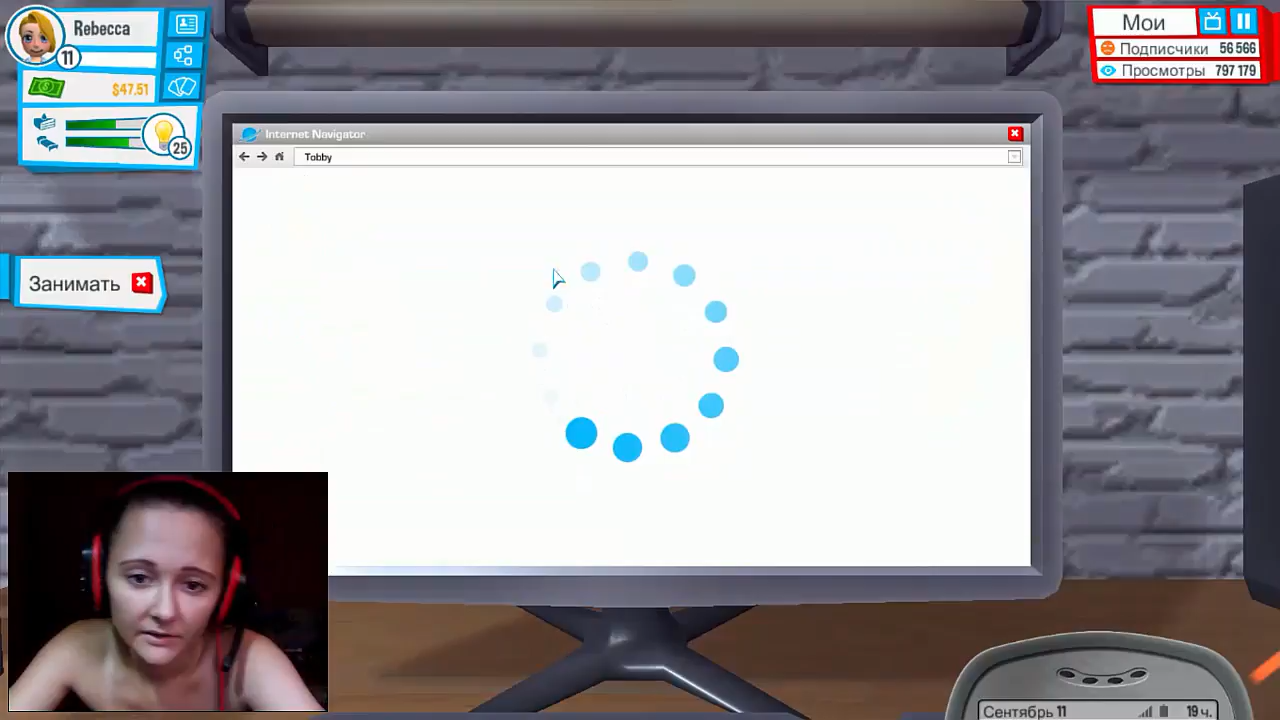 Rebecca
11
$47.51
25
Занимать
Internet Navigator
Tobby
Мои
Подписчики 56 566
Просмотры 797 179
Сентябрь 11 19 ч.